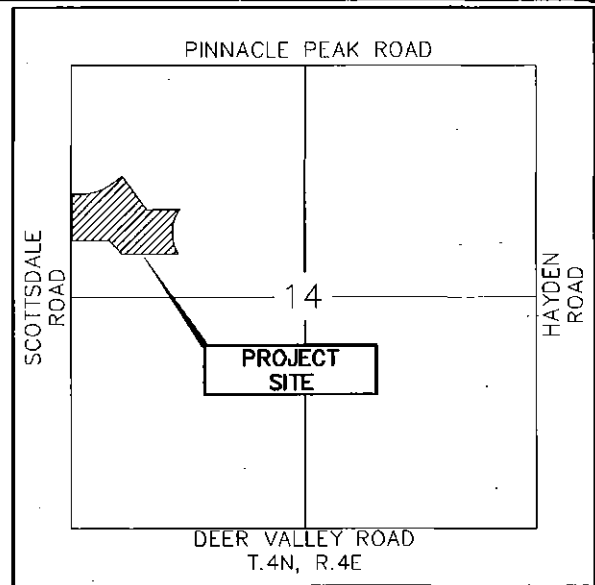 PINNACLE PEAK ROAD
SCOTTSDALE
ROAD
14
HAYDEN
ROAD
PROJECT
SITE
DEER VALLEY ROAD
T.4N, R.4E